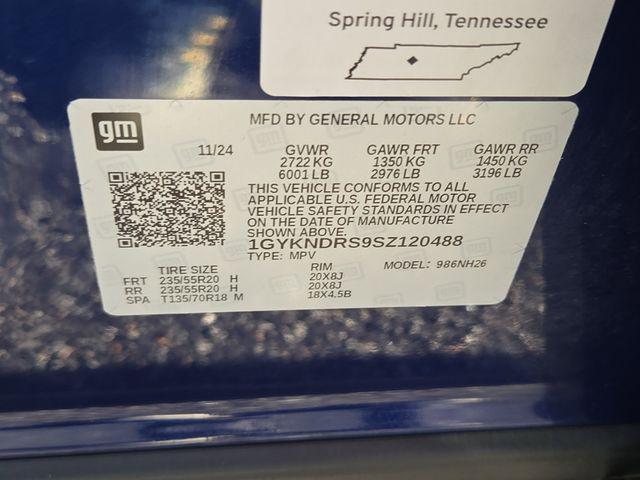 Spring Hill, Tennessee
gm
MFD BY GENERAL MOTORS LLC
11/24 GVWR GAWR FRT GAWR RR
2722 KG 1350 KG 1450 KG
6001 LB 2976 LB 3196 LB
THIS VEHICLE CONFORMS TO ALL
APPLICABLE U.S. FEDERAL MOTOR
VEHICLE SAFETY STANDARDS IN EFFECT
ON THE DATE OF MANUFACTURE
SHOWN ABOVE.
1GYKNDRS9SZ120488
TYPE: MPV MODEL: 986NH26
TIRE SIZE RIM
FRT 235/55R20 H 20X8J
RR 235/55R20 H 20X8J
SPA T135/70R18 M 18X4.5B